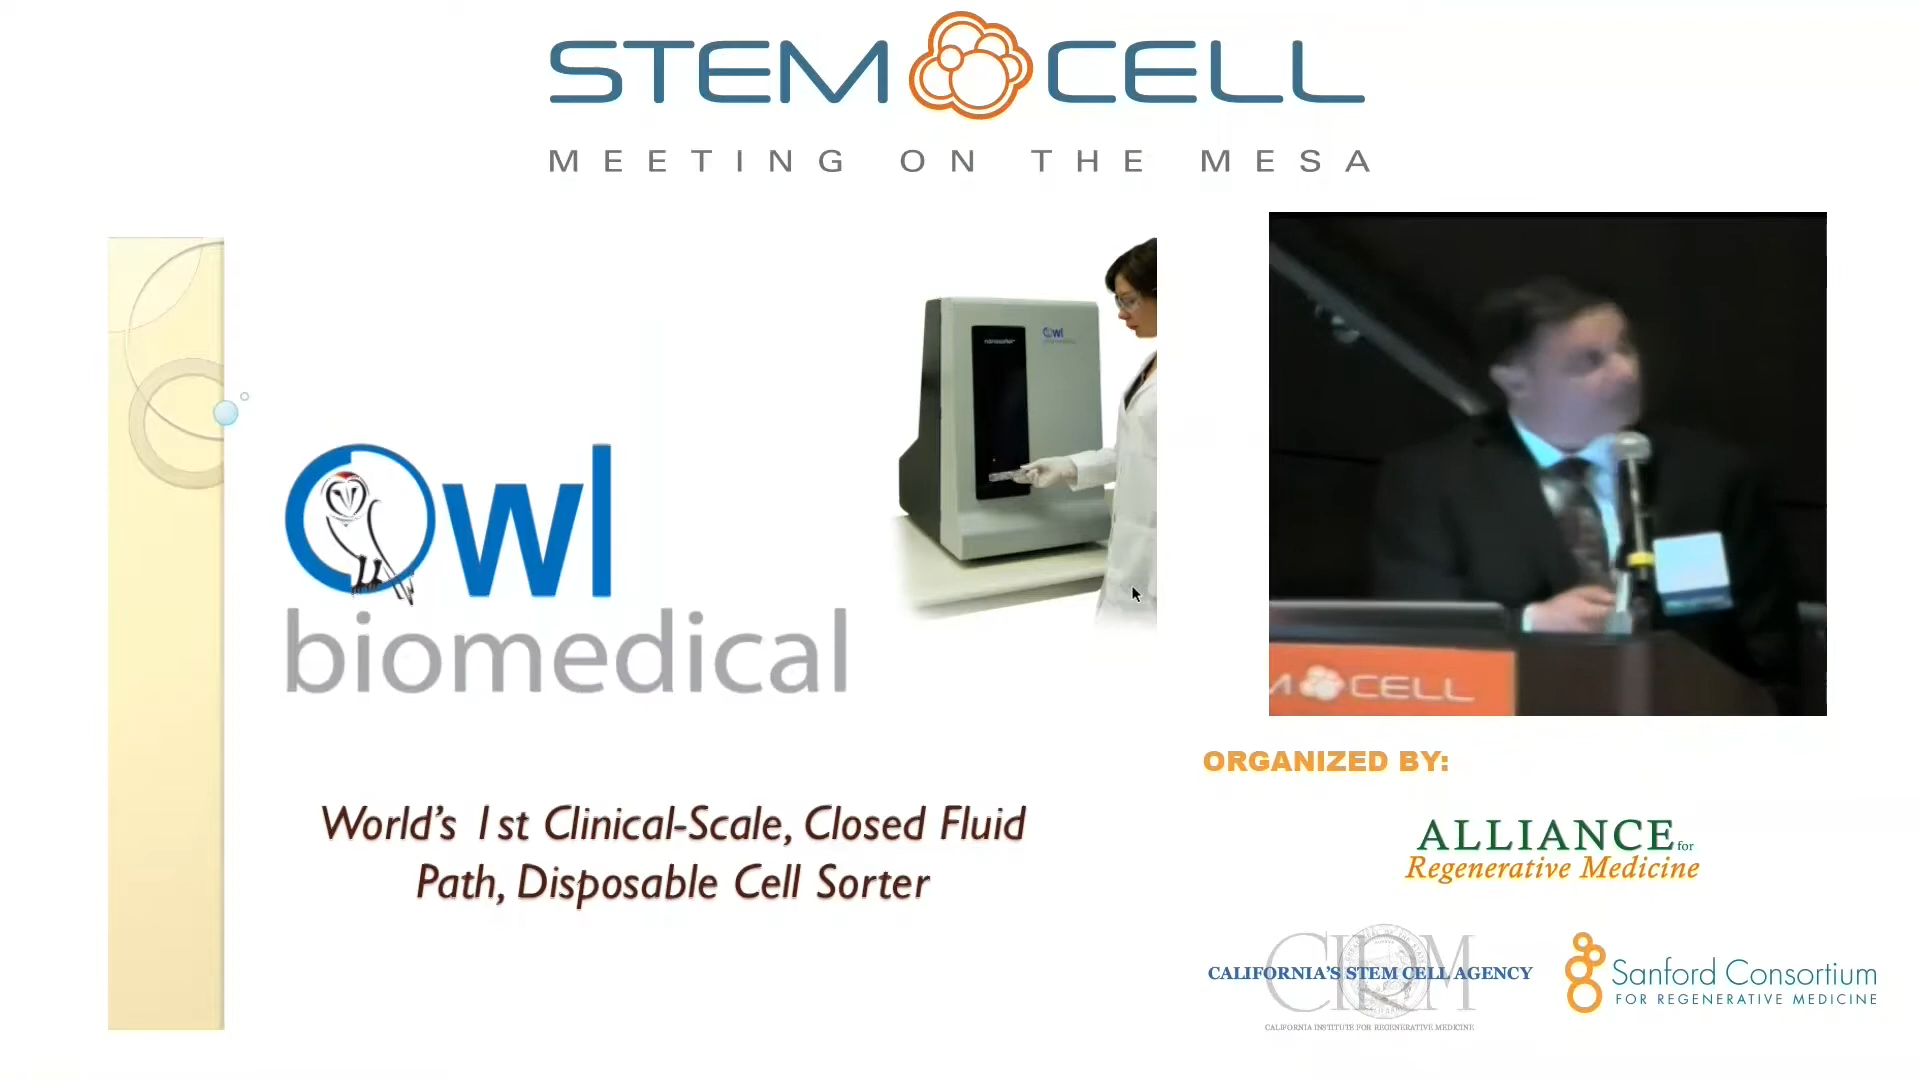 STEM CELL
MEETING ON THE MESA
Owl
biomedical
Owl
World's 1st Clinical-Scale, Closed Fluid
Path, Disposable Cell Sorter
M CELL
ORGANIZED BY:
ALLIANCE for
Regenerative Medicine
CIRM
CALIFORNIA'S STEM CELL AGENCY
CALIFORNIA INSTITUTE FOR REGENERATIVE MEDICINE
Sanford Consortium
FOR REGENERATIVE MEDICINE